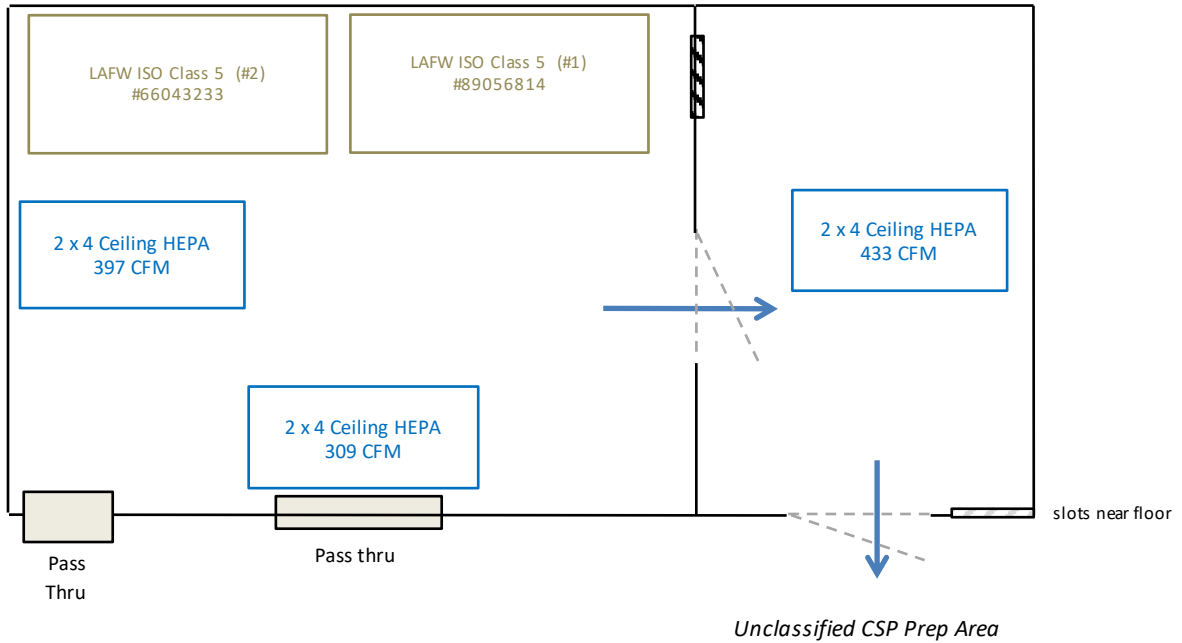 LAFW ISO Class 5 (#2)
#66043233
LAFW ISO Class 5 (#1)
#89056814
2 x 4 Ceiling HEPA
397 CFM
2 x 4 Ceiling HEPA
433 CFM
2 x 4 Ceiling HEPA
309 CFM
slots near floor
Pass
Thru
Pass thru
Unclassified CSP Prep Area